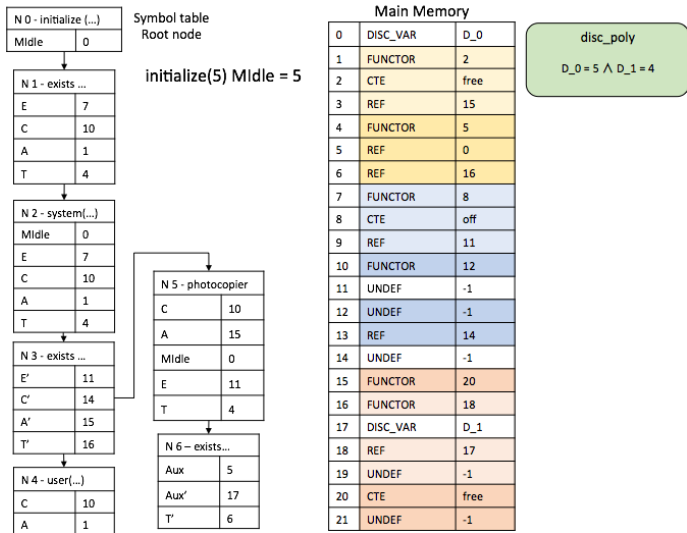 N 0 - initialize (...)
MIdle 0
Symbol table
Root node
initialize(5) MIdle = 5
N 1 - exists ...
E 7
C 10
A 1
T 4
N 2 - system(...)
MIdle 0
E 7
C 10
A 1
T 4
N 3 - exists ...
E' 11
C' 14
A' 15
T' 16
N 4 - user(...)
C 10
A 1
N 5 - photocopier
C 10
A 15
MIdle 0
E 11
T 4
N 6 – exists...
Aux 5
Aux' 17
T' 6
Main Memory
0 DISC_VAR D_0
1 FUNCTOR 2
2 CTE free
3 REF 15
4 FUNCTOR 5
5 REF 0
6 REF 16
7 FUNCTOR 8
8 CTE off
9 REF 11
10 FUNCTOR 12
11 UNDEF -1
12 UNDEF -1
13 REF 14
14 UNDEF -1
15 FUNCTOR 20
16 FUNCTOR 18
17 DISC_VAR D_1
18 REF 17
19 UNDEF -1
20 CTE free
21 UNDEF -1
disc_poly
D_0 = 5 ∧ D_1 = 4